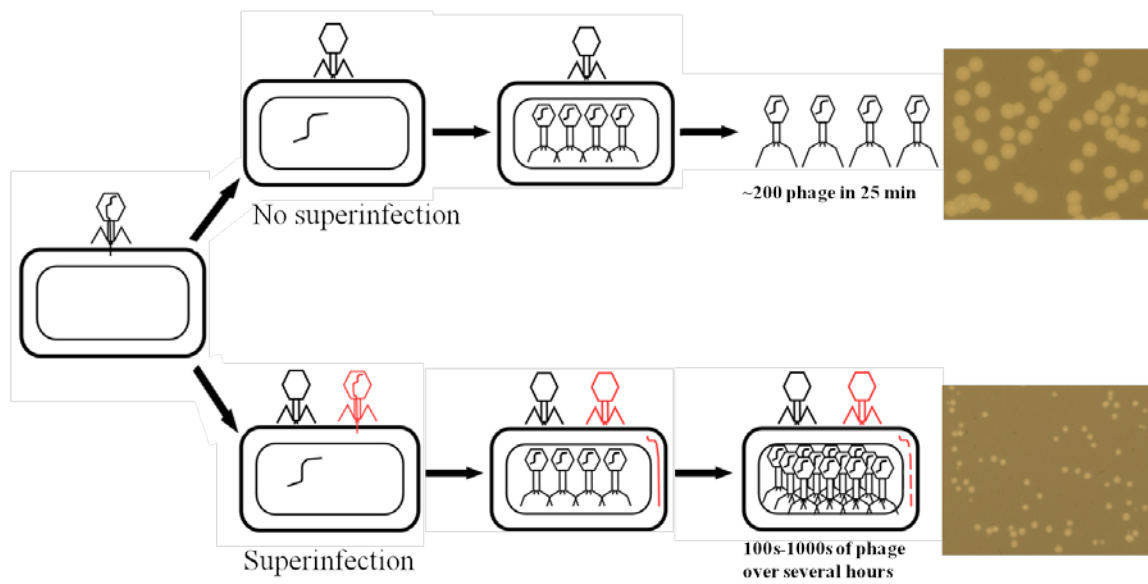 No superinfection
~200 phage in 25 min
Superinfection
100s-1000s of phage
over several hours